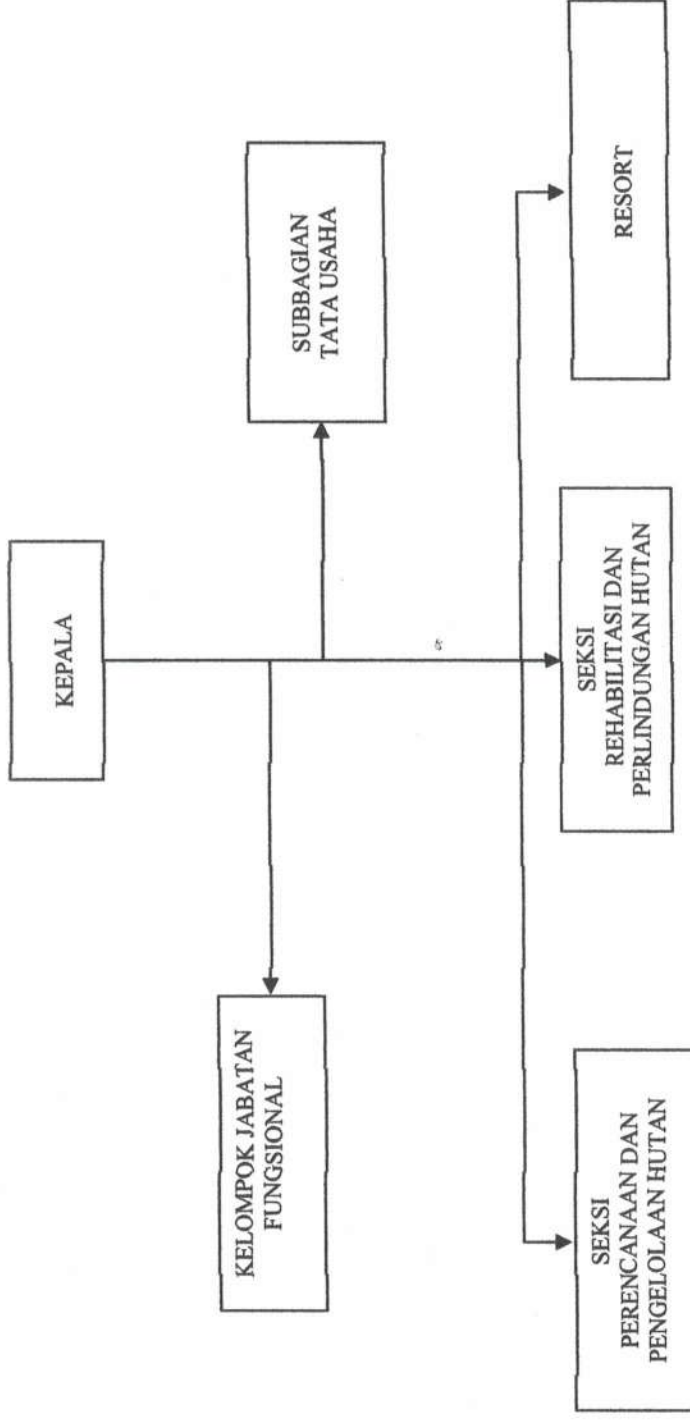 KEPALA
KELOMPOK JABATAN
FUNGSIONAL
SUBBAGIAN
TATA USAHA
SEKSI
PERENCANAAN DAN
PENGELOLAAN HUTAN
SEKSI
REHABILITASI DAN
PERLINDUNGAN HUTAN
RESORT